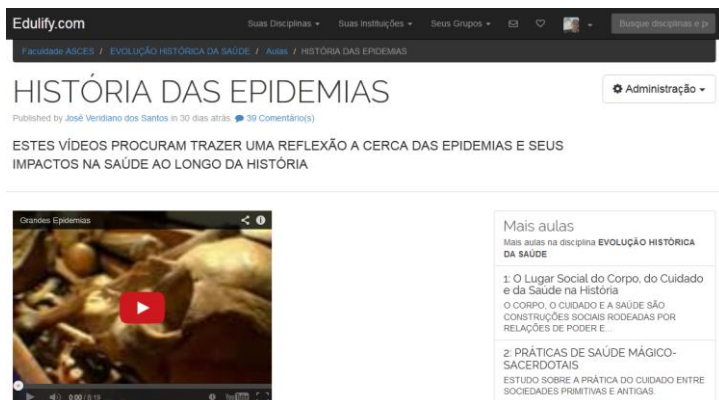 Edulify.com
Suas Disciplinas
Suas Instituições
Seus Grupos
Busque disciplinas e p
Faculdade ASCES / EVOLUÇÃO HISTÓRICA DA SAÚDE / Aulas / HISTÓRIA DAS EPIDEMIAS
HISTÓRIA DAS EPIDEMIAS
Administração
Published by José Veridiano dos Santos in 30 dias atrás 39 Comentário(s)
ESTES VÍDEOS PROCURAM TRAZER UMA REFLEXÃO A CERCA DAS EPIDEMIAS E SEUS
IMPACTOS NA SAÚDE AO LONGO DA HISTÓRIA
Grandes Epidemias
0:00 / 8:19
YouTube
Mais aulas
Mais aulas na disciplina EVOLUÇÃO HISTÓRICA
DA SAÚDE
1: O Lugar Social do Corpo, do Cuidado
e da Saúde na História
O CORPO, O CUIDADO E A SAÚDE SÃO
CONSTRUÇÕES SOCIAIS RODEADAS POR
RELAÇÕES DE PODER E...
2: PRÁTICAS DE SAÚDE MÁGICO-
SACERDOTAIS
ESTUDO SOBRE A PRÁTICA DO CUIDADO ENTRE
SOCIEDADES PRIMITIVAS E ANTIGAS.